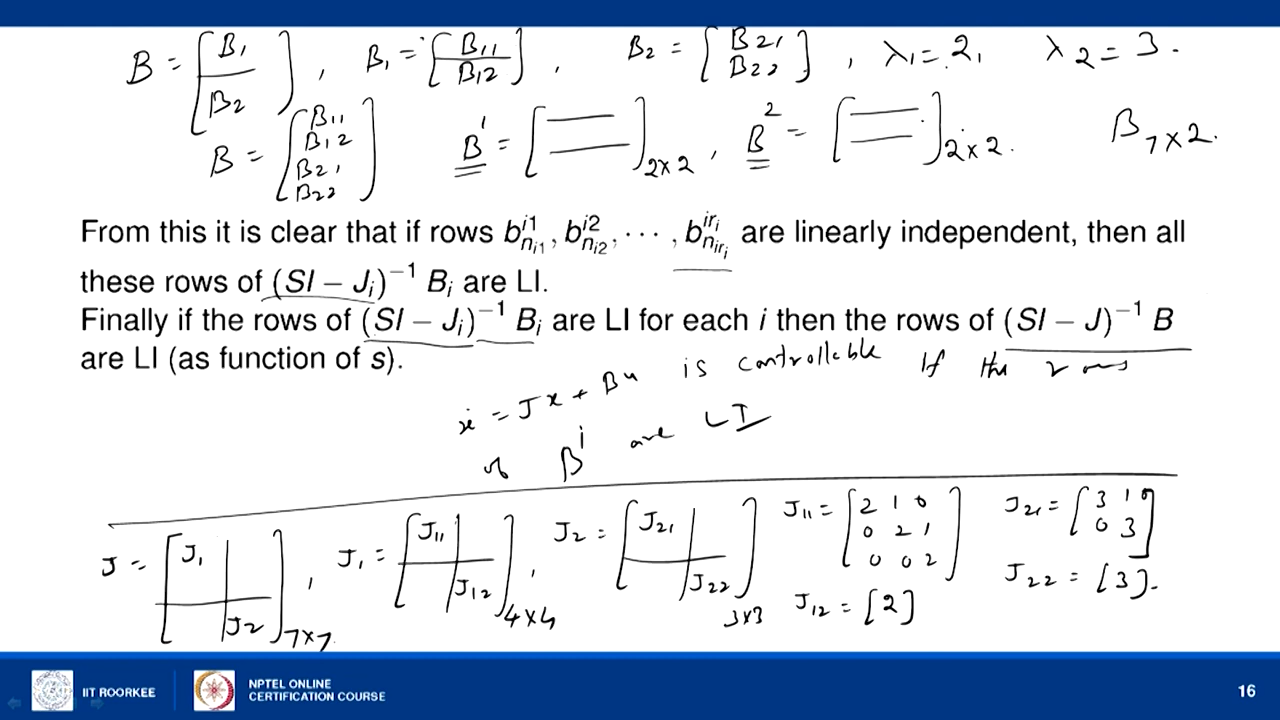 B = [B₁ / B₂], B₁ = [B₁₁ / B₁₂], B₂ = [B₂₁ B₂₂], λ₁ = 2, λ₂ = 3.
B = [B₁₁ B₁₂ B₂₁ B₂₂] B¹ = [ ]₂ₓ₂, B² = [ ]₂ₓ₂. B₇ₓ₂.
From this it is clear that if rows b^{i1}_{n_{i1}}, b^{i2}_{n_{i2}}, ⋯, b^{ir_i}_{n_{ir_i}} are linearly independent, then all
these rows of (SI − J_i)^{−1} B_i are LI.
Finally if the rows of (SI − J_i)^{−1} B_i are LI for each i then the rows of (SI − J)^{−1} B
are LI (as function of s).
ẋ = Jx + Bu is controllable If the rows
of B^i are LI
J = [J₁ J₂]₇ₓ₇, J₁ = [J₁₁ J₁₂]₄ₓ₄, J₂ = [J₂₁ J₂₂]₃ₓ₃ J₁₁ = [2 1 0 0 2 1 0 0 2] J₂₁ = [3 1 0 3]
J₁₂ = [2] J₂₂ = [3].
IIT ROORKEE
NPTEL ONLINE
CERTIFICATION COURSE
16